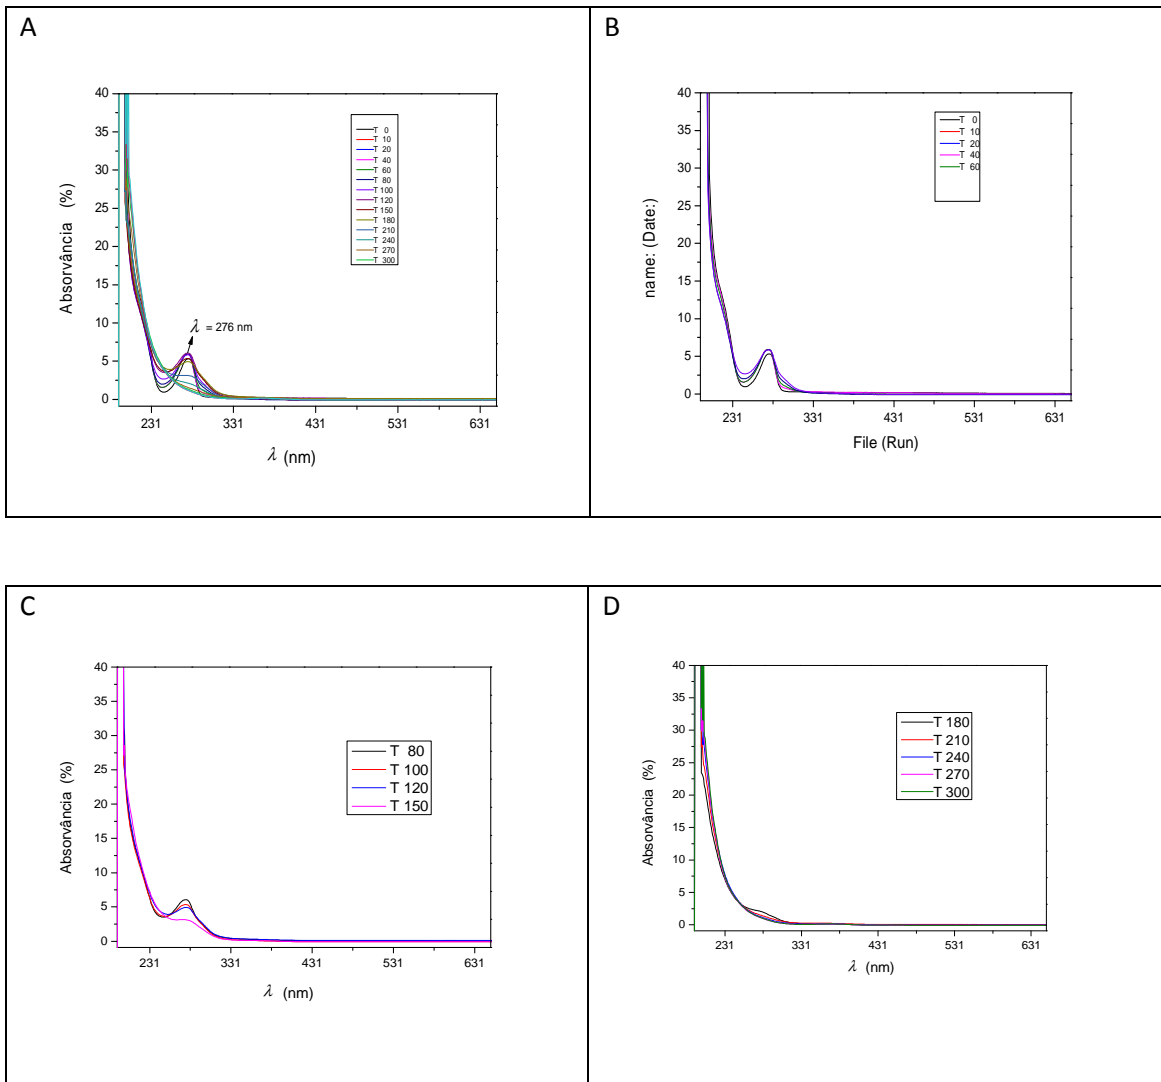 A
Absorvância (%)
40
35
30
25
20
15
10
5
0
T 0
T 10
T 20
T 40
T 60
T 80
T 100
T 120
T 150
T 180
T 210
T 240
T 270
T 300
λ = 276 nm
231 331 431 531 631
λ (nm)
B
name: (Date:)
40
35
30
25
20
15
10
5
0
T 0
T 10
T 20
T 40
T 60
231 331 431 531 631
File (Run)
C
Absorvância (%)
40
35
30
25
20
15
10
5
0
T 80
T 100
T 120
T 150
231 331 431 531 631
λ (nm)
D
Absorvância (%)
40
35
30
25
20
15
10
5
0
T 180
T 210
T 240
T 270
T 300
231 331 431 531 631
λ (nm)